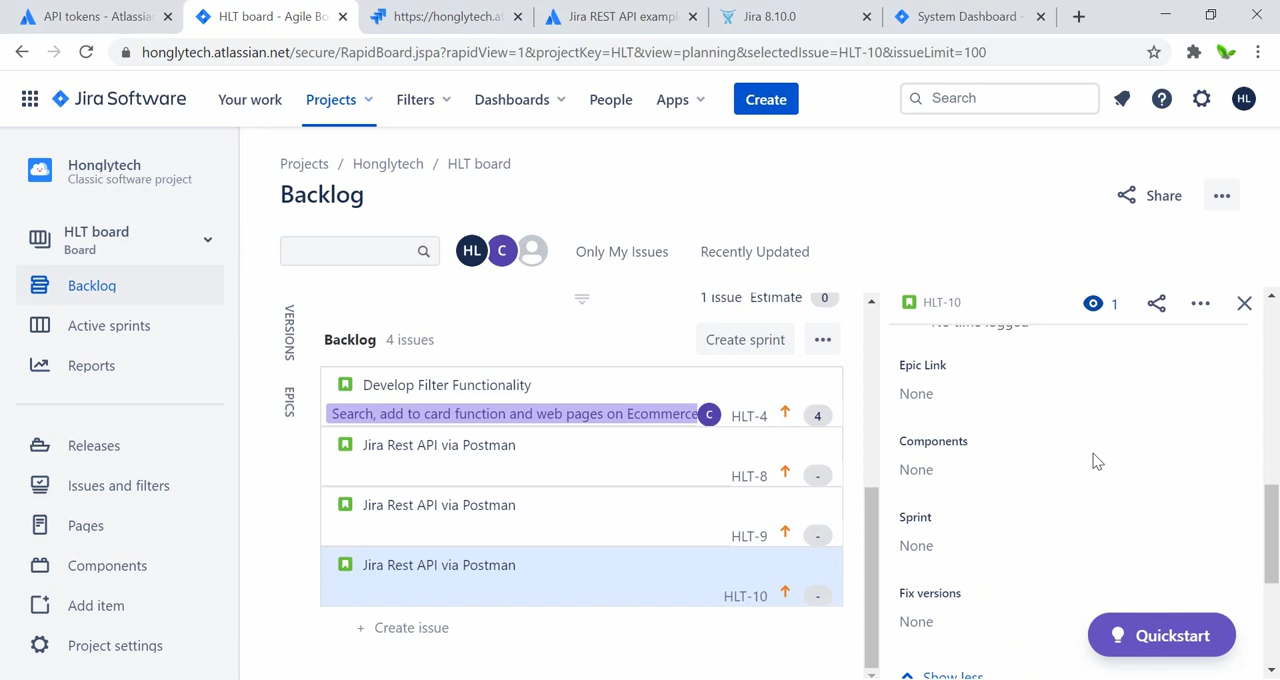 API tokens - Atlassia
HLT board - Agile Bo
https://honglytech.at
Jira REST API exampl
Jira 8.10.0
System Dashboard -
honglytech.atlassian.net/secure/RapidBoard.jspa?rapidView=1&projectKey=HLT&view=planning&selectedIssue=HLT-10&issueLimit=100
Jira Software
Your work
Projects
Filters
Dashboards
People
Apps
Create
Search
HL
Honglytech
Classic software project
HLT board
Board
Backlog
Active sprints
Reports
Releases
Issues and filters
Pages
Components
Add item
Project settings
Projects / Honglytech / HLT board
Backlog
Share
HL
C
Only My Issues
Recently Updated
VERSIONS
EPICS
1 issue Estimate 0
Backlog 4 issues
Create sprint
Develop Filter Functionality
Search, add to card function and web pages on Ecommerce C HLT-4 4
Jira Rest API via Postman
HLT-8 -
Jira Rest API via Postman
HLT-9 -
Jira Rest API via Postman
HLT-10 -
+ Create issue
HLT-10
1
No time logged
Epic Link
None
Components
None
Sprint
None
Fix versions
None
Quickstart
Show less